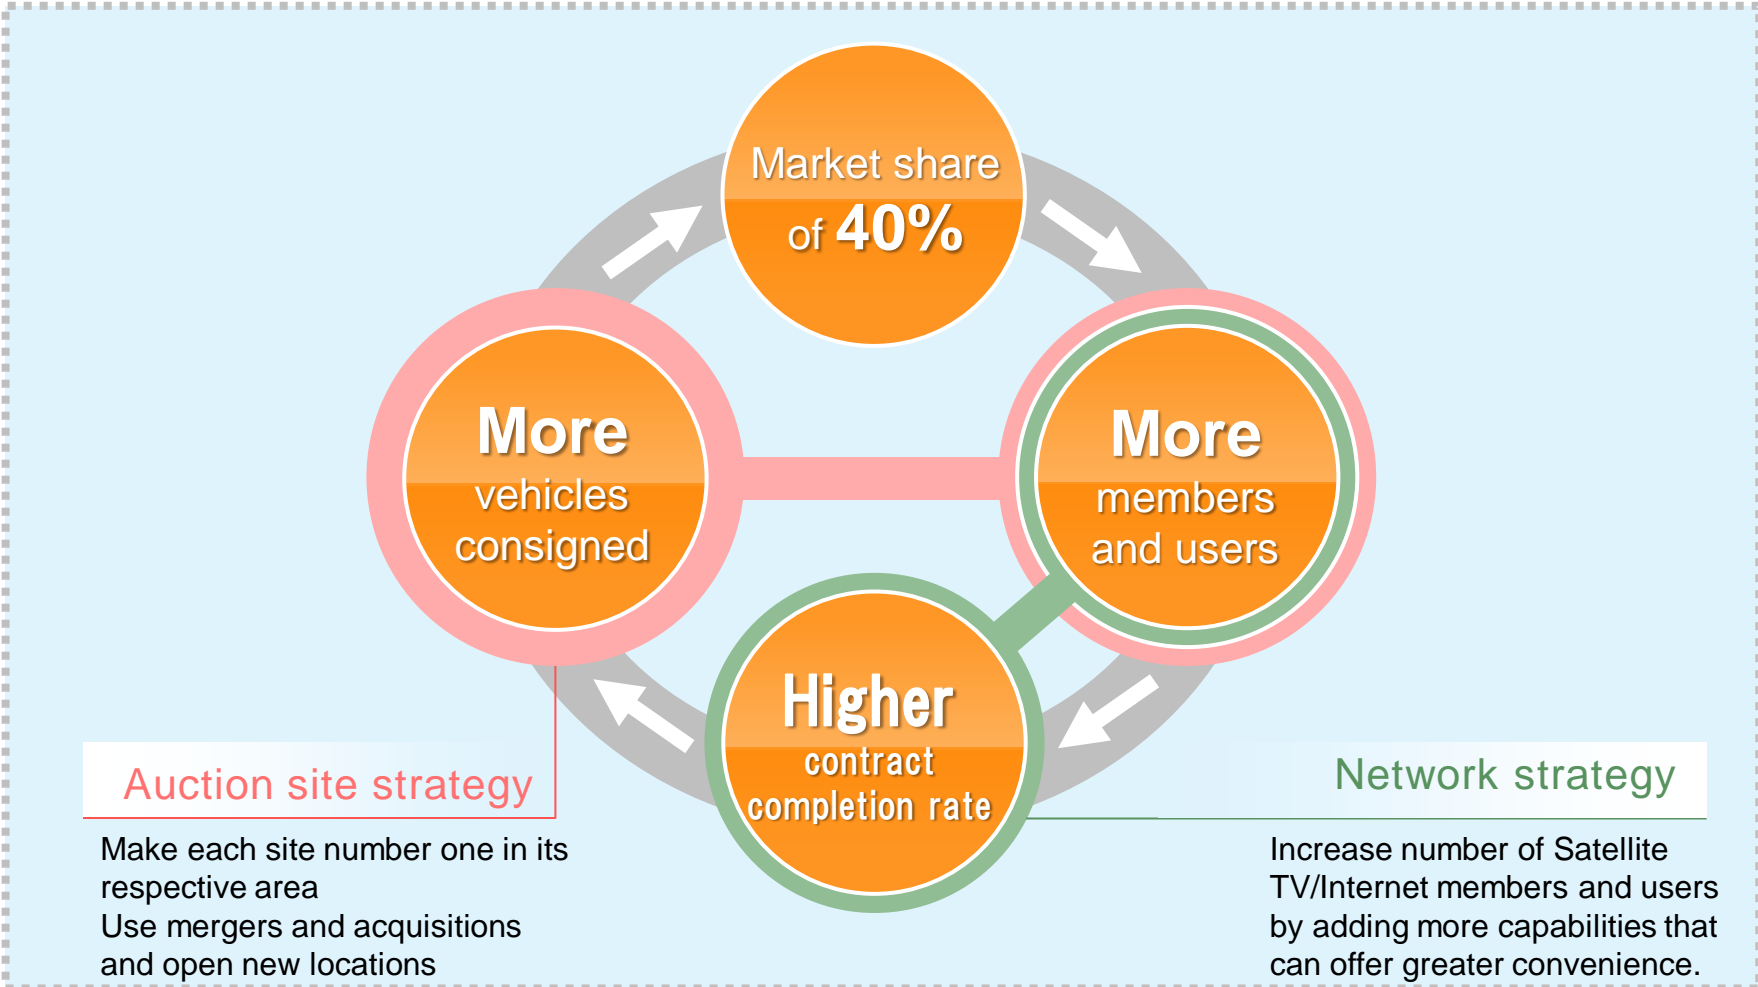 Market share
of 40%
More
vehicles
consigned
More
members
and users
Higher
contract
completion rate
Auction site strategy
Make each site number one in its
respective area
Use mergers and acquisitions
and open new locations
Network strategy
Increase number of Satellite
TV/Internet members and users
by adding more capabilities that
can offer greater convenience.